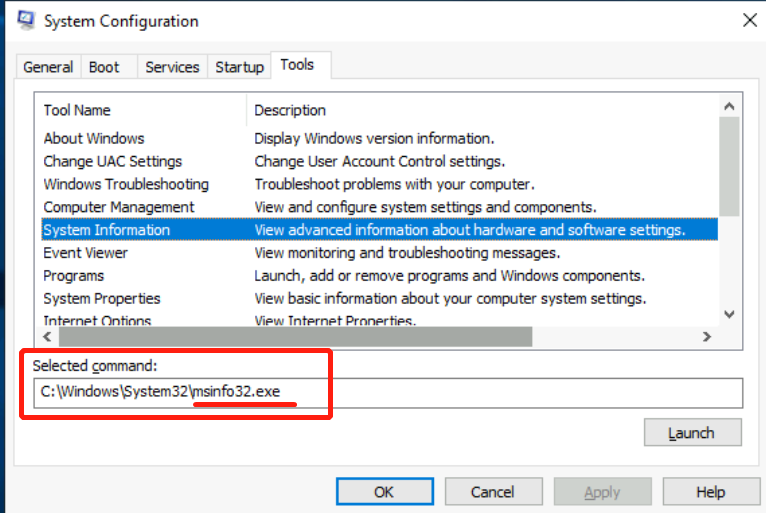 System Configuration
General Boot Services Startup Tools
Tool Name Description
About Windows Display Windows version information.
Change UAC Settings Change User Account Control settings.
Windows Troubleshooting Troubleshoot problems with your computer.
Computer Management View and configure system settings and components.
System Information View advanced information about hardware and software settings.
Event Viewer View monitoring and troubleshooting messages.
Programs Launch, add or remove programs and Windows components.
System Properties View basic information about your computer system settings.
Internet Options View Internet Properties.
Selected command:
C:\Windows\System32\msinfo32.exe
Launch
OK Cancel Apply Help